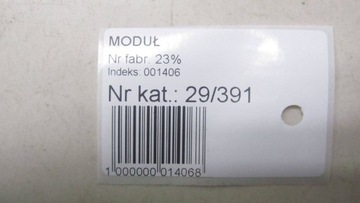 MODUŁ
Nr fabr. 23%
Indeks: 001406
Nr kat.: 29/391
1 000000 014068